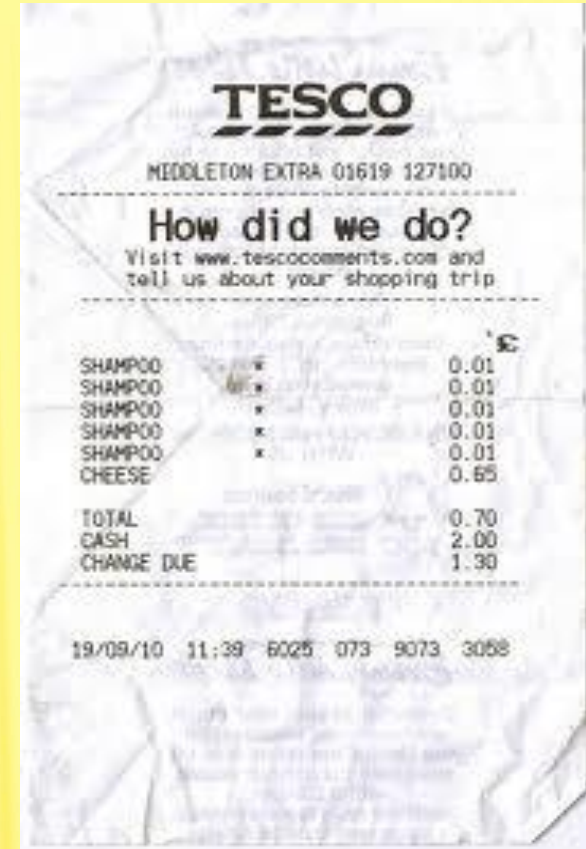 TESCO
MIDDLETON EXTRA 01619 127100
How did we do?
Visit www.tescocomments.com and
tell us about your shopping trip
£
SHAMPOO * 0.01
SHAMPOO * 0.01
SHAMPOO * 0.01
SHAMPOO * 0.01
SHAMPOO * 0.01
CHEESE 0.65
TOTAL 0.70
CASH 2.00
CHANGE DUE 1.30
19/09/10 11:39 6025 073 9073 3058